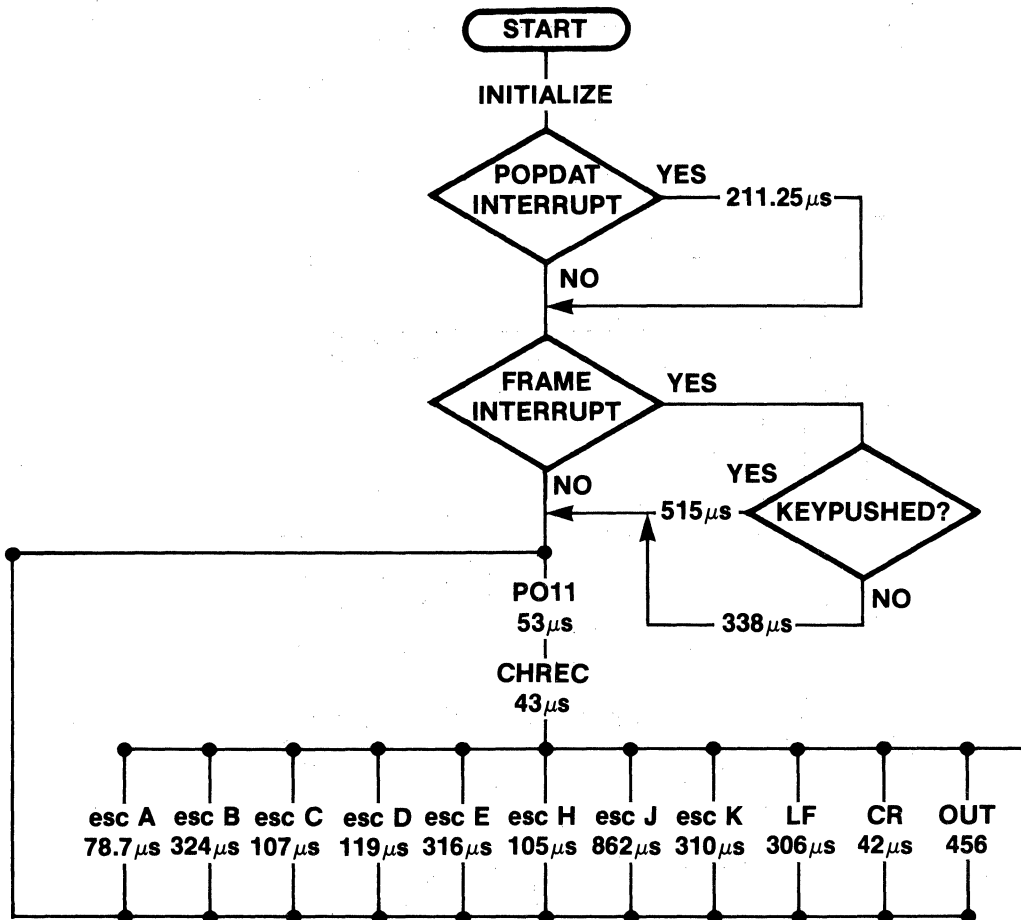 START
INITIALIZE
POPDAT
INTERRUPT
YES
211.25μs
NO
FRAME
INTERRUPT
YES
NO
YES
515μs
KEYPUSHED?
NO
338μs
PO11
53μs
CHREC
43μs
esc A
78.7μs
esc B
324μs
esc C
107μs
esc D
119μs
esc E
316μs
esc H
105μs
esc J
862μs
esc K
310μs
LF
306μs
CR
42μs
OUT
456